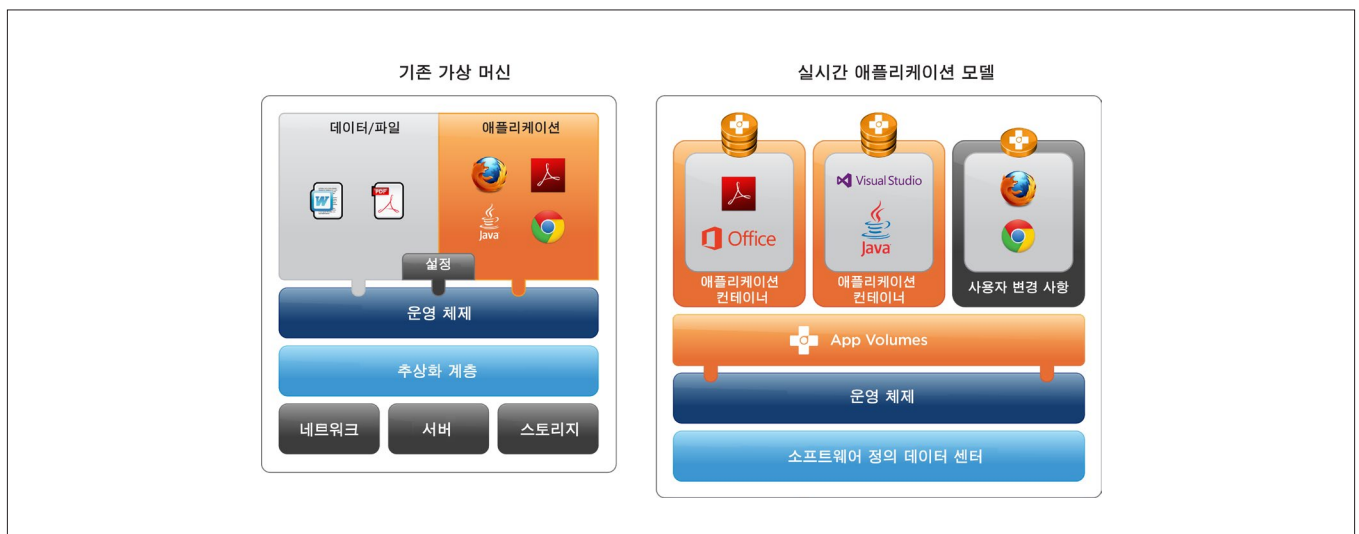 기존 가상 머신
데이터/파일
애플리케이션
W
PDF
Java
설정
운영 체제
추상화 계층
네트워크
서버
스토리지
실시간 애플리케이션 모델
Office
애플리케이션
컨테이너
Visual Studio
Java
애플리케이션
컨테이너
사용자 변경 사항
App Volumes
운영 체제
소프트웨어 정의 데이터 센터